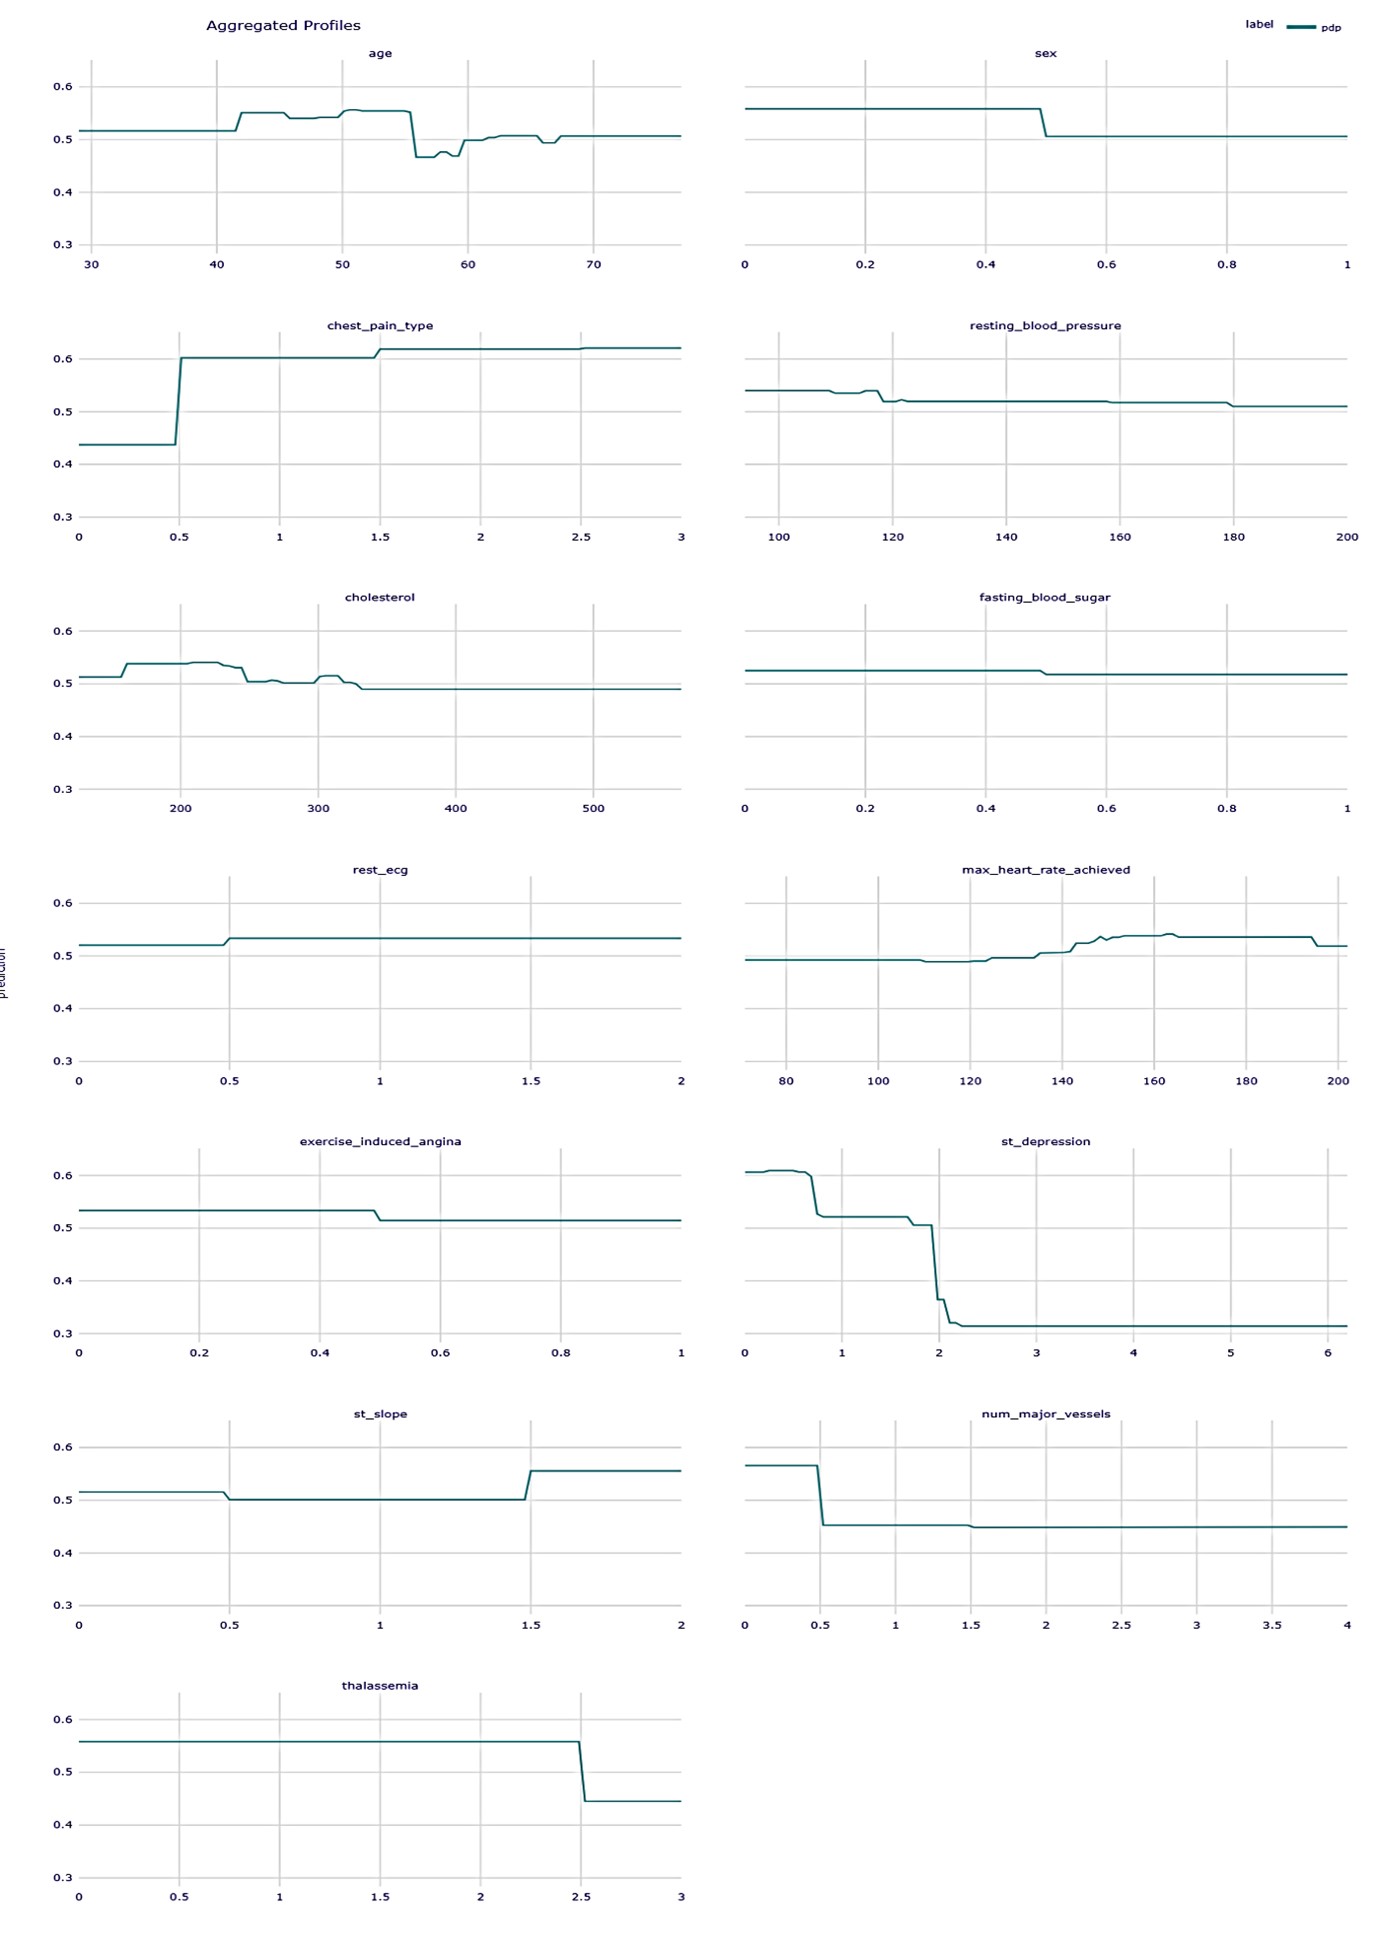 Aggregated Profiles
label pdp
age
0.6
0.5
0.4
0.3
30 40 50 60 70
sex
0 0.2 0.4 0.6 0.8 1
chest_pain_type
0.6
0.5
0.4
0.3
0 0.5 1 1.5 2 2.5 3
resting_blood_pressure
100 120 140 160 180 200
cholesterol
0.6
0.5
0.4
0.3
200 300 400 500
fasting_blood_sugar
0 0.2 0.4 0.6 0.8 1
prediction
rest_ecg
0.6
0.5
0.4
0.3
0 0.5 1 1.5 2
max_heart_rate_achieved
80 100 120 140 160 180 200
exercise_induced_angina
0.6
0.5
0.4
0.3
0 0.2 0.4 0.6 0.8 1
st_depression
0 1 2 3 4 5 6
st_slope
0.6
0.5
0.4
0.3
0 0.5 1 1.5 2
num_major_vessels
0 0.5 1 1.5 2 2.5 3 3.5 4
thalassemia
0.6
0.5
0.4
0.3
0 0.5 1 1.5 2 2.5 3